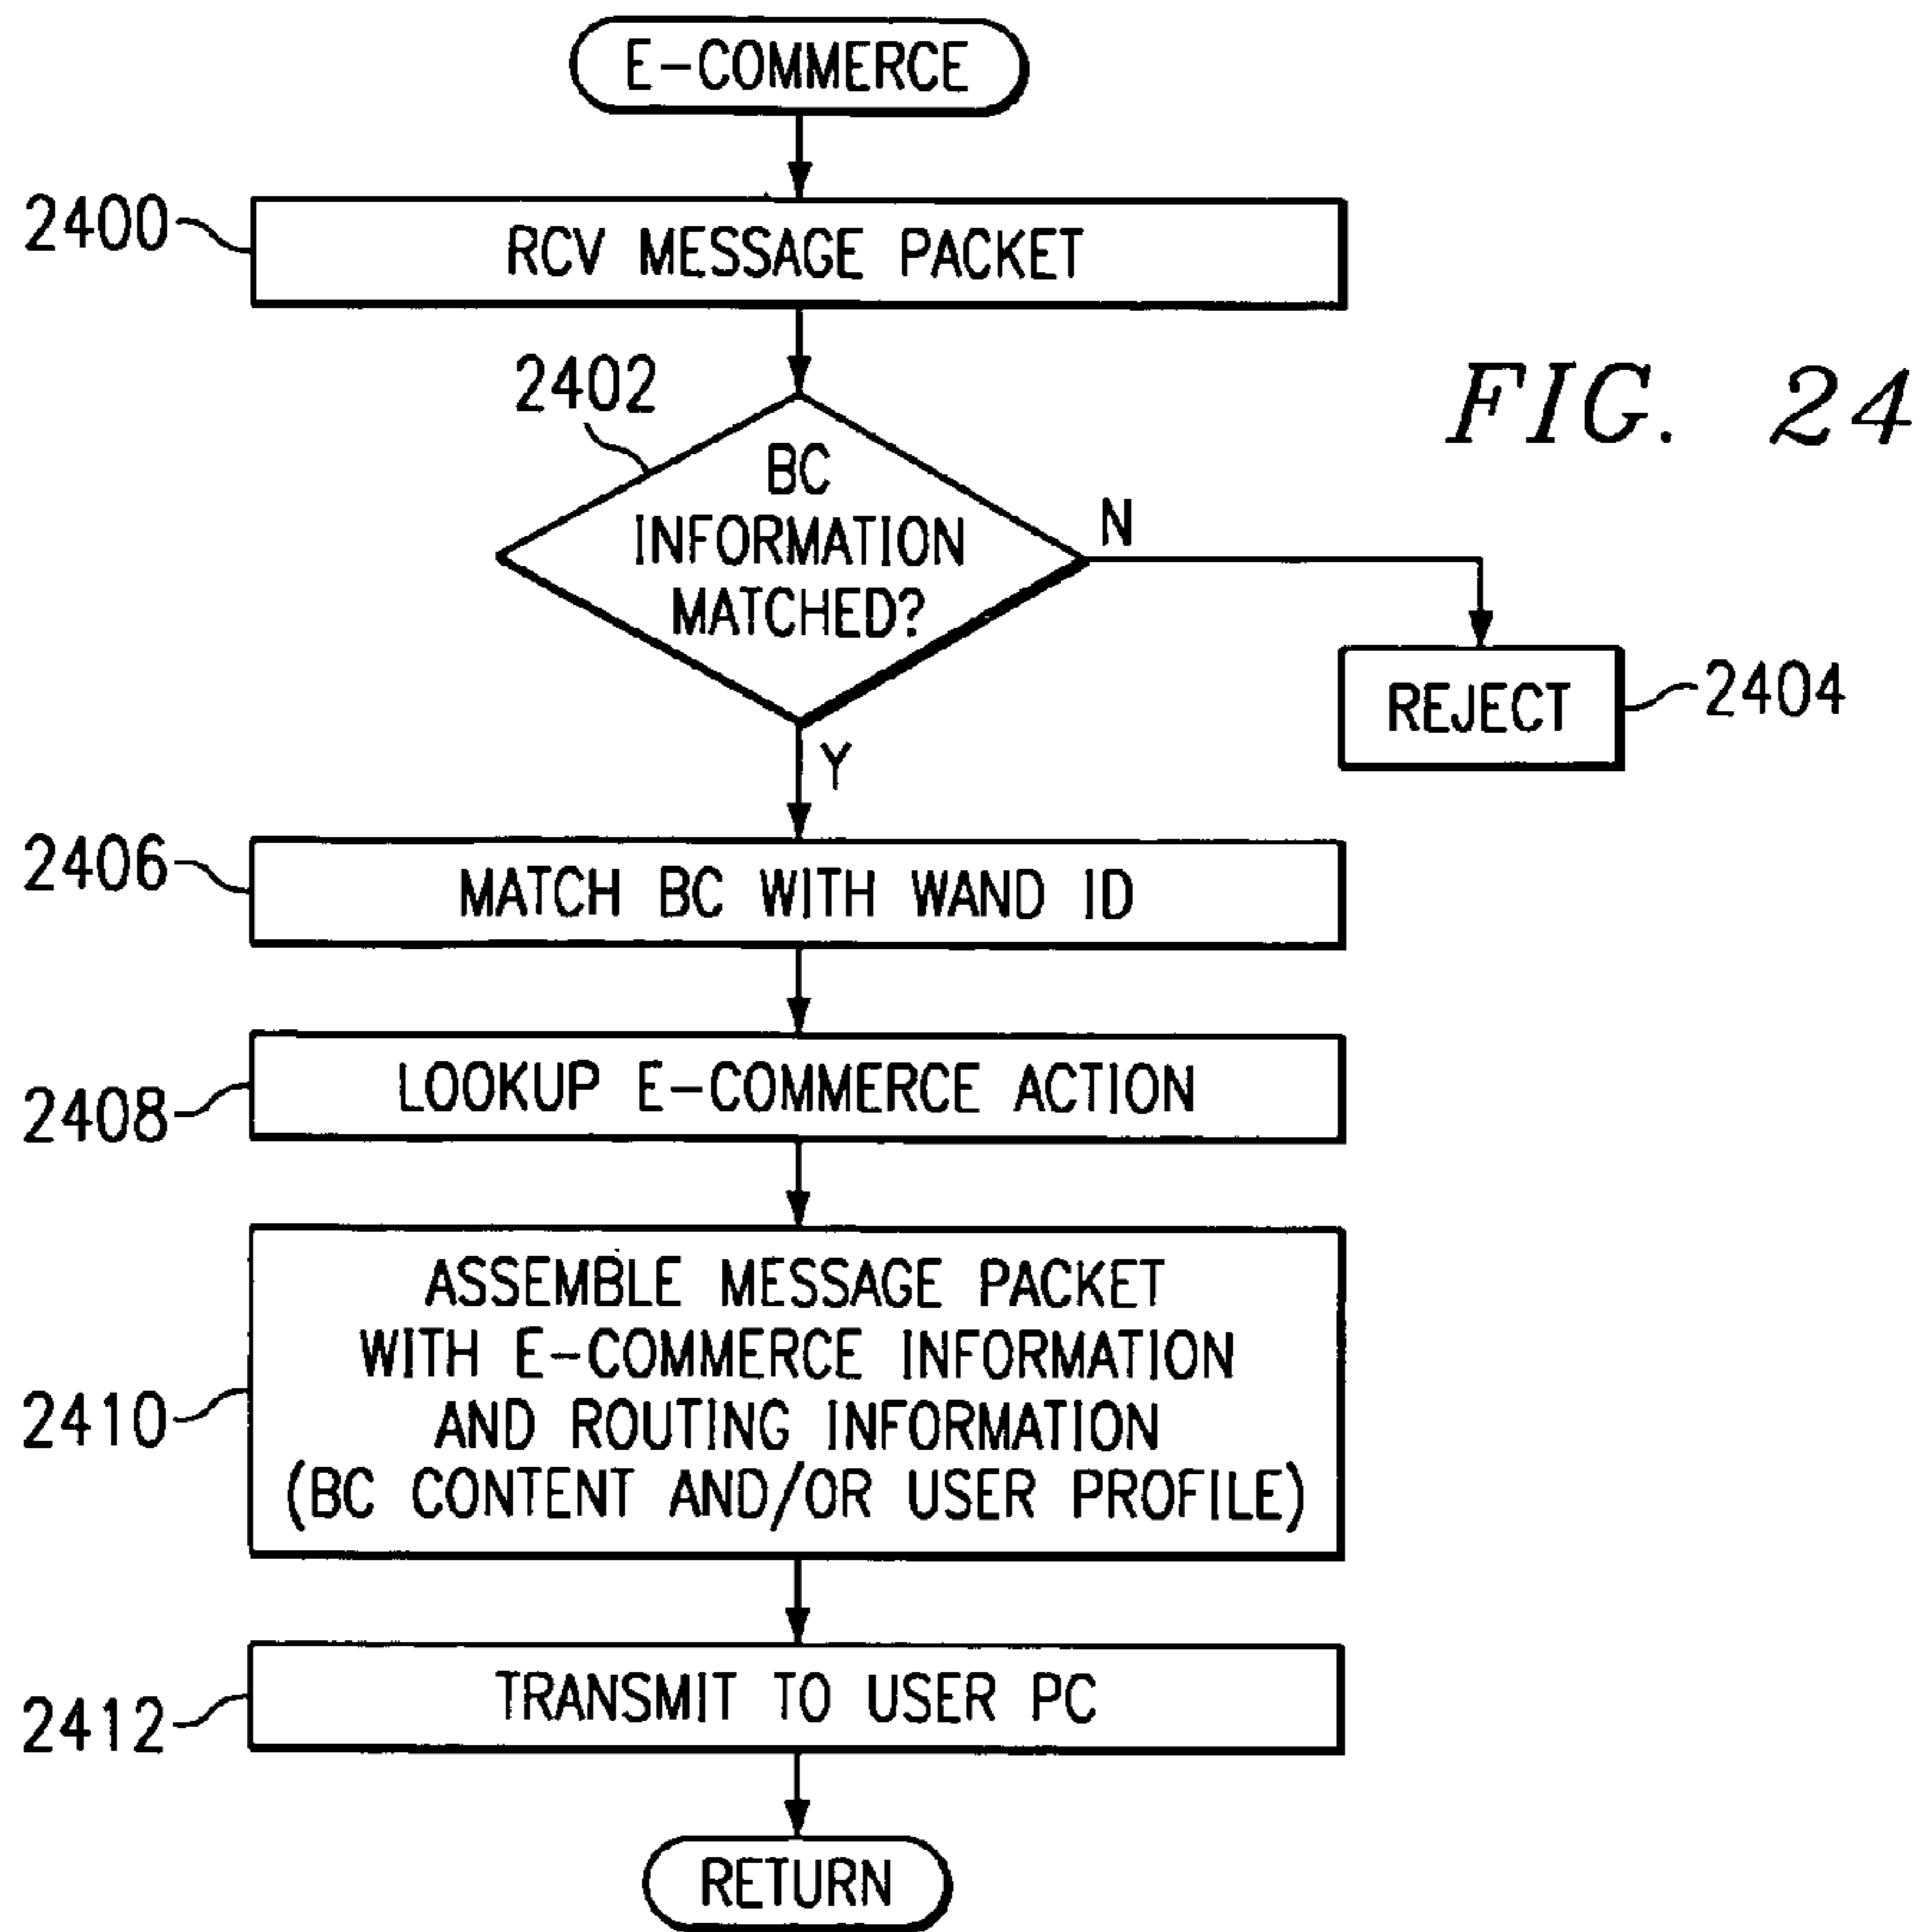 E-COMMERCE
2400
RCV MESSAGE PACKET
2402
FIG. 24
BC
INFORMATION
MATCHED?
N
REJECT
2404
Y
2406
MATCH BC WITH WAND ID
2408
LOOKUP E-COMMERCE ACTION
2410
ASSEMBLE MESSAGE PACKET
WITH E-COMMERCE INFORMATION
AND ROUTING INFORMATION
(BC CONTENT AND/OR USER PROFILE)
2412
TRANSMIT TO USER PC
RETURN